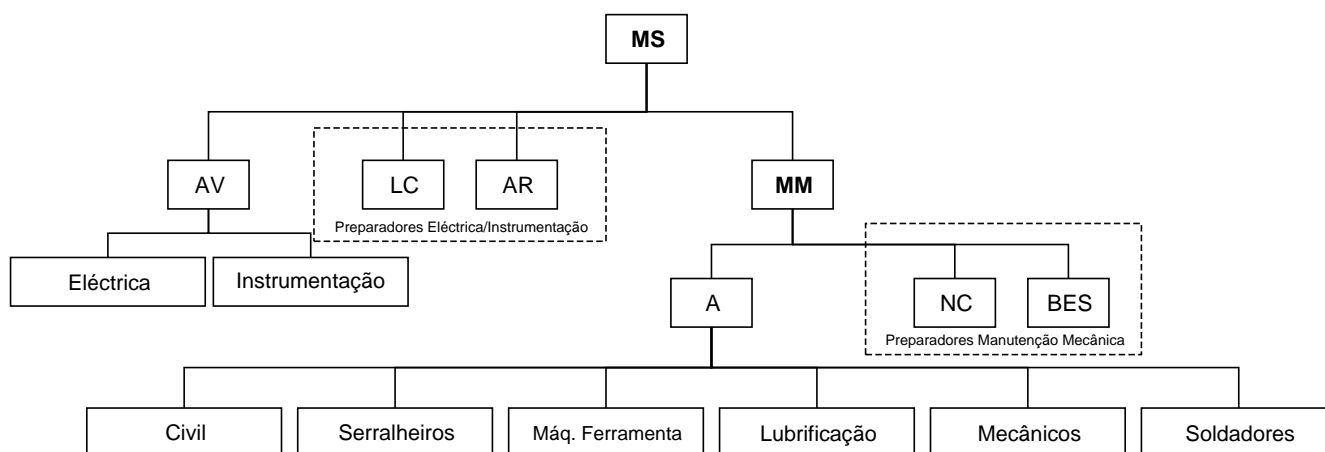 MS
AV
LC
AR
MM
Preparadores Eléctrica/Instrumentação
Eléctrica
Instrumentação
A
NC
BES
Preparadores Manutenção Mecânica
Civil
Serralheiros
Máq. Ferramenta
Lubrificação
Mecânicos
Soldadores